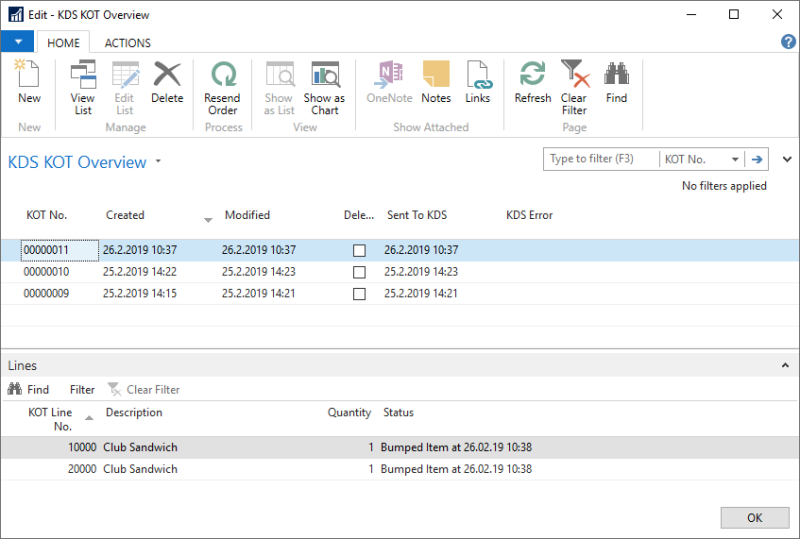 Edit - KDS KOT Overview
HOME ACTIONS
New View List Edit List Delete Resend Order Show as List Show as Chart OneNote Notes Links Refresh Clear Filter Find
New Manage Process View Show Attached Page
KDS KOT Overview
Type to filter (F3) KOT No.
No filters applied
KOT No. Created Modified Dele... Sent To KDS KDS Error
00000011 26.2.2019 10:37 26.2.2019 10:37 26.2.2019 10:37
00000010 25.2.2019 14:22 25.2.2019 14:23 25.2.2019 14:23
00000009 25.2.2019 14:15 25.2.2019 14:21 25.2.2019 14:21
Lines
Find Filter Clear Filter
KOT Line No. Description Quantity Status
10000 Club Sandwich 1 Bumped Item at 26.02.19 10:38
20000 Club Sandwich 1 Bumped Item at 26.02.19 10:38
OK